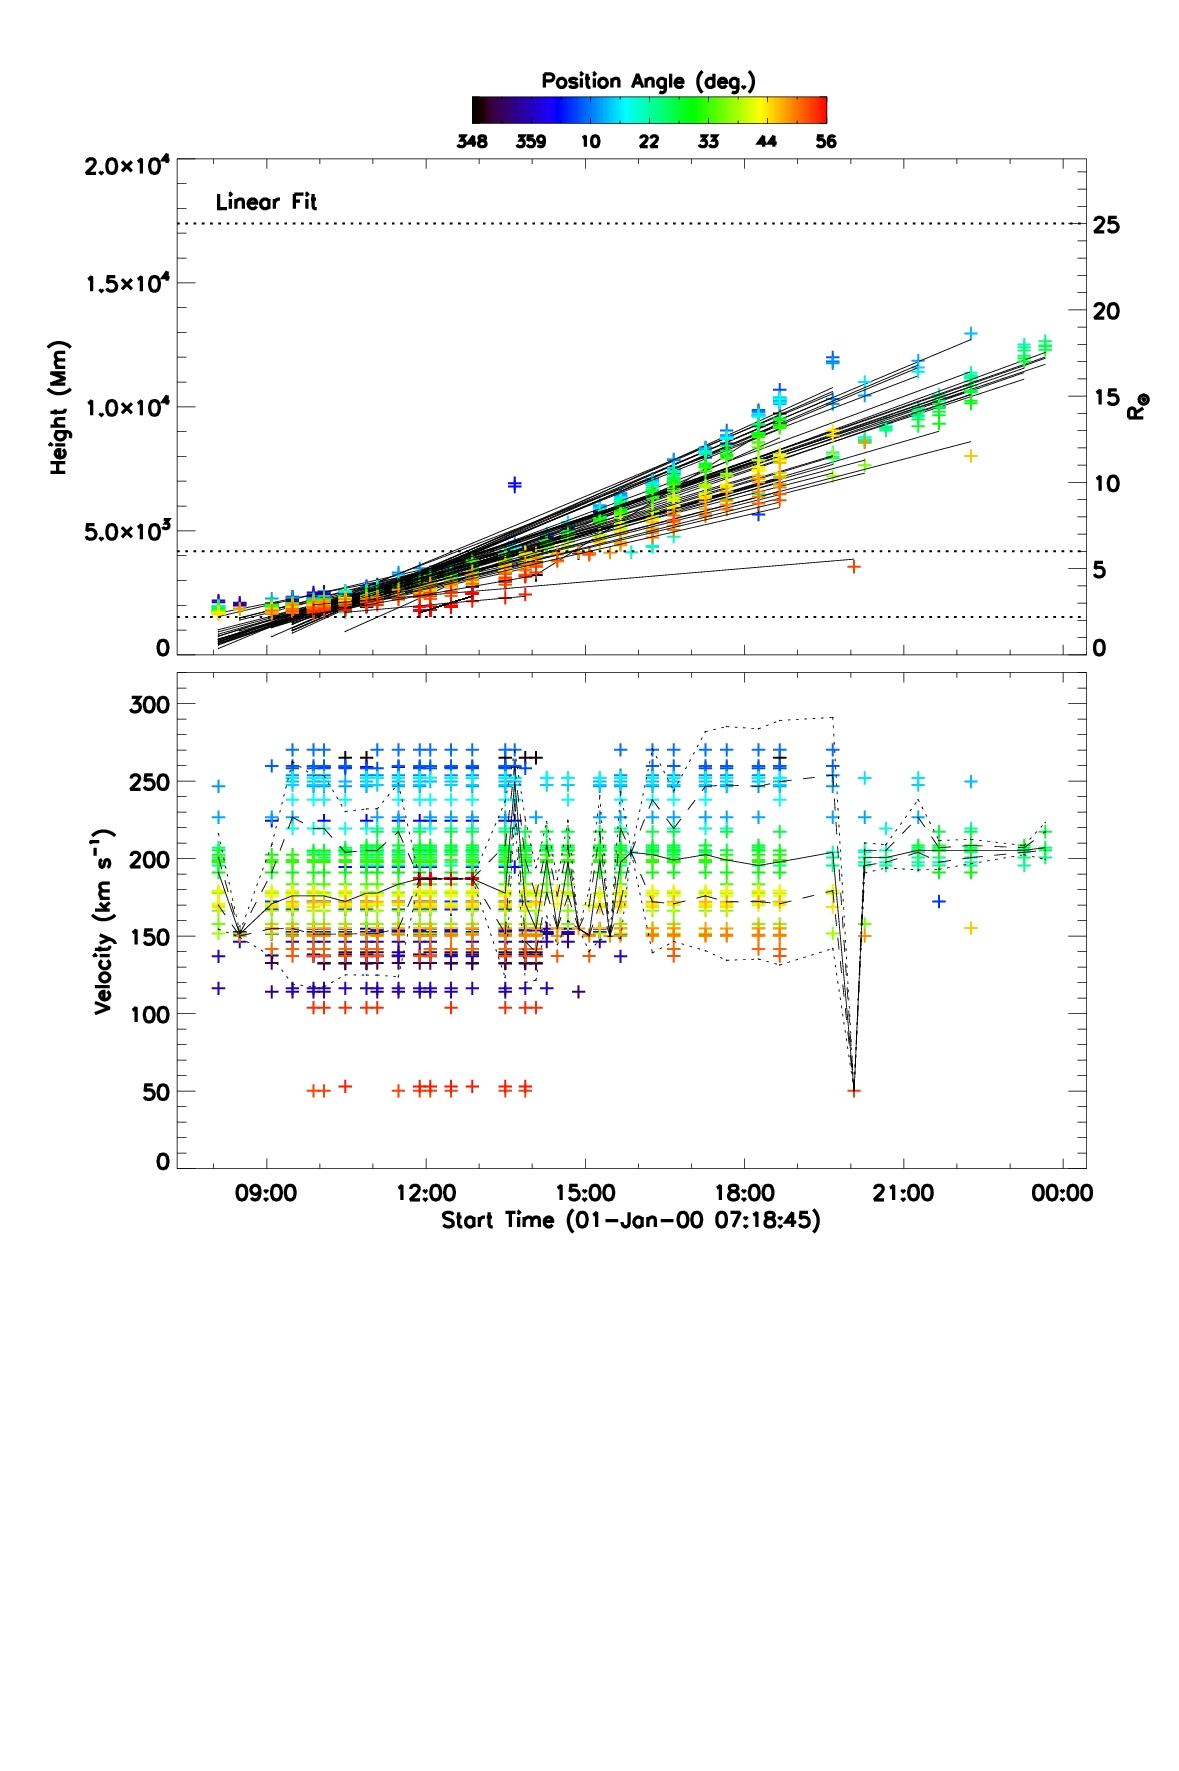 Position Angle (deg.)
348 359 10 22 33 44 56
2.0×10⁴
Linear Fit
25
1.5×10⁴
20
Height (Mm)
15
1.0×10⁴
R⊙
10
5.0×10³
5
0
0
300
250
200
Velocity (km s⁻¹)
150
100
50
0
09:00 12:00 15:00 18:00 21:00 00:00
Start Time (01-Jan-00 07:18:45)